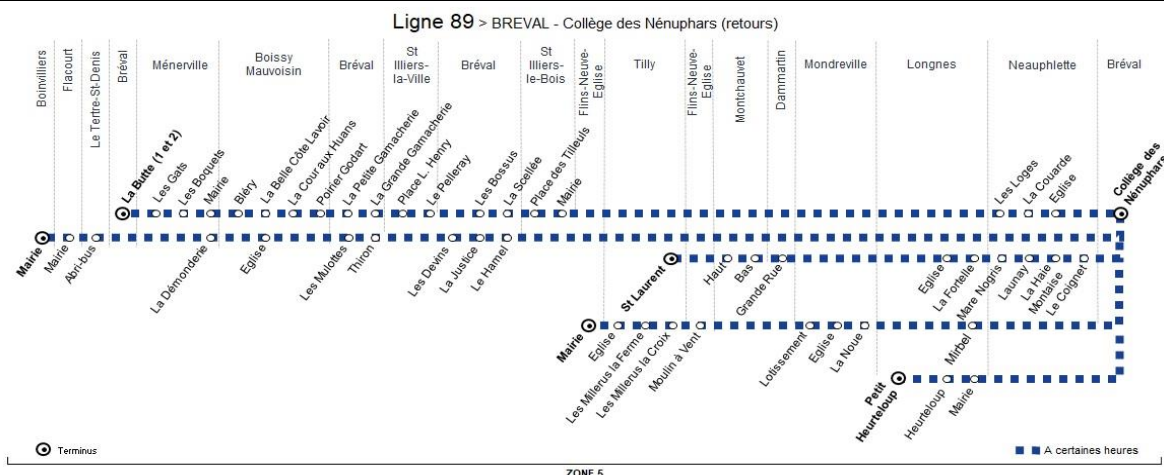 Ligne 89 > BREVAL - Collège des Nénuphars (retours)
Boinvilliers
Flacourt
Le Tertre-St-Denis
Bréval
Ménerville
Boissy
Mauvoisin
Bréval
St
Illiers-
la-Ville
Bréval
St
Illiers-
le-Bois
Flins-Neuve-
Eglise
Tilly
Flins-Neuve-
Eglise
Montchauvet
Dammartin
Mondreville
Longnes
Neauphlette
Bréval
La Butte (1 et 2)
Les Gats
Les Boquets
Mairie
Bléry
La Belle Côte Lavoir
La Cour aux Huans
Poirier Godart
La Petite Gamacherie
La Grande Gamacherie
Place L. Henry
Le Pelleray
Les Bossus
La Scellée
Place des Tilleuls
Mairie
Les Loges
La Couarde
Eglise
Collège des
Nénuphars
Mairie
Mairie
Abri-bus
La Démonderie
Eglise
Les Mulottes
Thiron
Les Devins
La Justice
Le Hamel
St Laurent
Haut
Bas
Grande Rue
Eglise
La Fortelle
Mare Nogris
Launay
La Haie
Montaise
Le Coignet
Mairie
Eglise
Les Millerus la Ferme
Les Millerus la Croix
Moulin à Vent
Lotissement
Eglise
La Noue
Mirbel
Petit
Heurteloup
Heurteloup
Mairie
Terminus
A certaines heures
ZONE 5